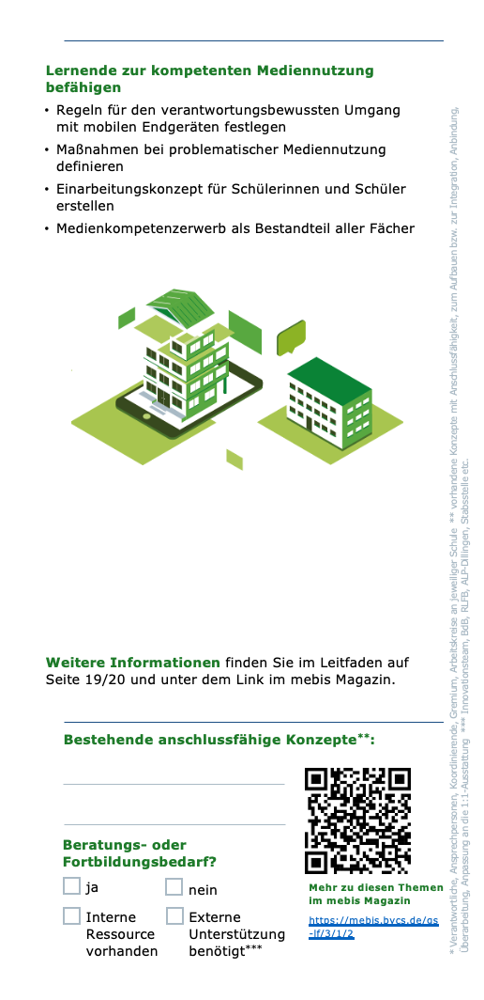 Lernende zur kompetenten Mediennutzung
befähigen
• Regeln für den verantwortungsbewussten Umgang
mit mobilen Endgeräten festlegen
• Maßnahmen bei problematischer Mediennutzung
definieren
• Einarbeitungskonzept für Schülerinnen und Schüler
erstellen
• Medienkompetenzerwerb als Bestandteil aller Fächer
Weitere Informationen finden Sie im Leitfaden auf
Seite 19/20 und unter dem Link im mebis Magazin.
Bestehende anschlussfähige Konzepte**:
Beratungs- oder
Fortbildungsbedarf?
ja
nein
Interne
Ressource
vorhanden
Externe
Unterstützung
benötigt***
Mehr zu diesen Themen
im mebis Magazin
https://mebis.bycs.de/gs
-lf/3/1/2
* Verantwortliche, Ansprechpersonen, Koordinierende, Gremium, Arbeitskreise an jeweiliger Schule ** vorhandene Konzepte mit Anschlussfähigkeit, zum Aufbauen bzw. zur Integration, Anbindung,
Überarbeitung, Anpassung an die 1:1-Ausstattung *** Innovationsteam, BdB, RLFB, ALP-Dillingen, Stabsstelle etc.